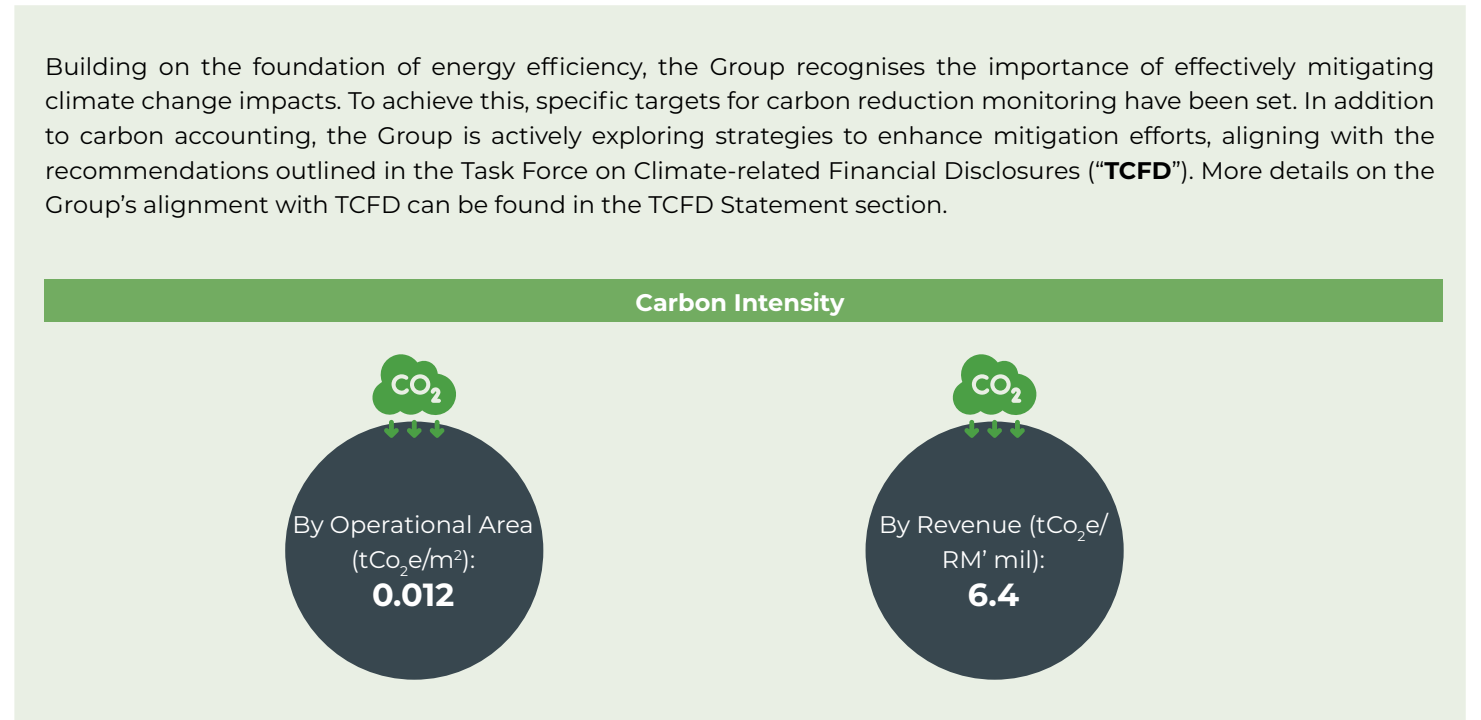 Building on the foundation of energy efficiency, the Group recognises the importance of effectively mitigating
climate change impacts. To achieve this, specific targets for carbon reduction monitoring have been set. In addition
to carbon accounting, the Group is actively exploring strategies to enhance mitigation efforts, aligning with the
recommendations outlined in the Task Force on Climate-related Financial Disclosures (“TCFD”). More details on the
Group’s alignment with TCFD can be found in the TCFD Statement section.
Carbon Intensity
CO₂
By Operational Area
(tCo₂e/m²):
0.012
CO₂
By Revenue (tCo₂e/
RM’ mil):
6.4